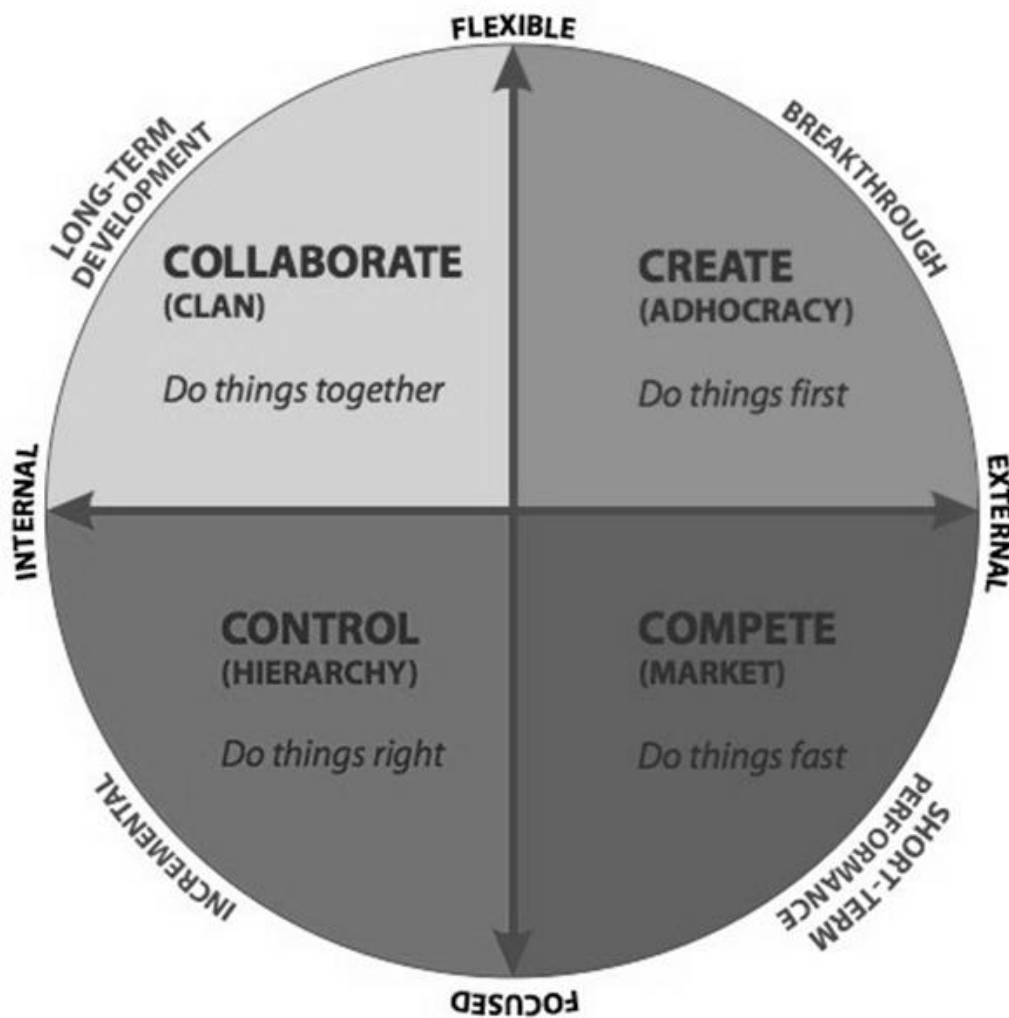 FLEXIBLE
LONG-TERM
DEVELOPMENT
BREAKTHROUGH
COLLABORATE
(CLAN)
Do things together
CREATE
(ADHOCRACY)
Do things first
INTERNAL
EXTERNAL
CONTROL
(HIERARCHY)
Do things right
COMPETE
(MARKET)
Do things fast
INCREMENTAL
SHORT-TERM
PERFORMANCE
FOCUSED